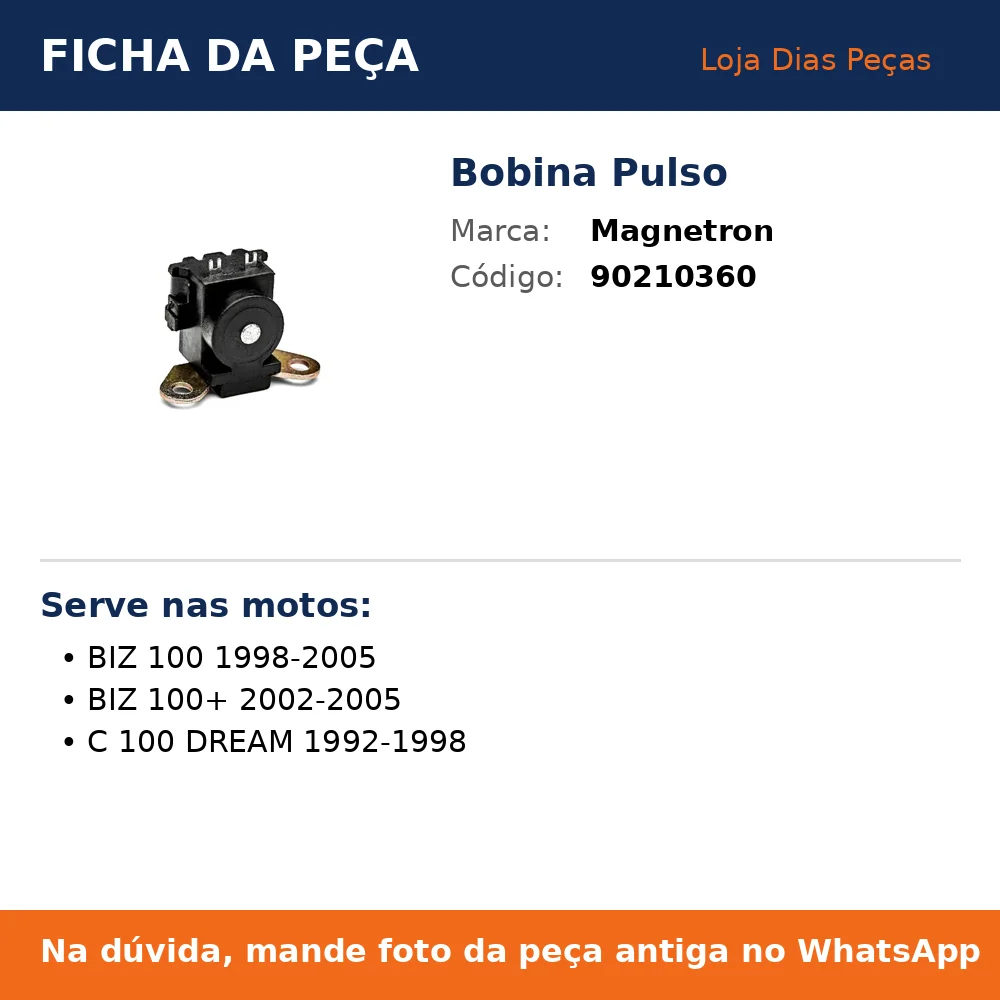 FICHA DA PEÇA
Loja Dias Peças
Bobina Pulso
Marca: Magnetron
Código: 90210360
Serve nas motos:
• BIZ 100 1998-2005
• BIZ 100+ 2002-2005
• C 100 DREAM 1992-1998
Na dúvida, mande foto da peça antiga no WhatsApp